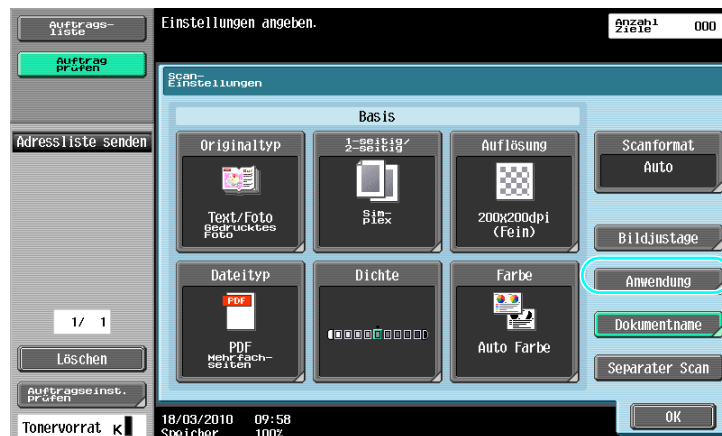 Auftrags-
liste
Einstellungen angeben.
Anzahl
Ziele
000
Auftrag
prüfen
Scan-
Einstellungen
Basis
Adressliste senden
Originaltyp
Text/Foto
Gedrucktes
Foto
1-seitig/
2-seitig
Sim-
plex
Auflösung
200x200dpi
(Fein)
Scanformat
Auto
Bildjustage
Dateityp
PDF
PDF
Mehrfach-
seiten
Dichte
Farbe
Auto Farbe
Anwendung
Dokumentname
Separater Scan
1/ 1
Löschen
Auftragseinst.
prüfen
Tonervorrat K
18/03/2010 09:58
Speicher 100%
OK